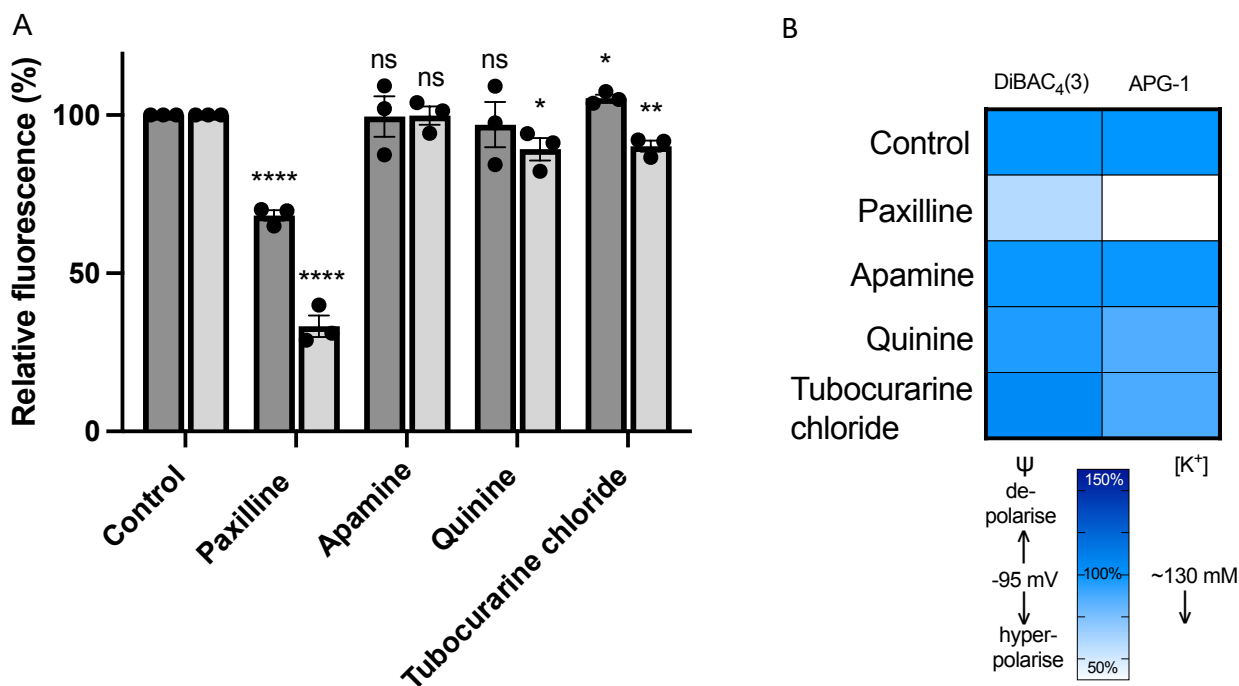 A
Relative fluorescence (%)
100
50
0
****
****
ns
ns
ns
*
*
**
Control
Paxilline
Apamine
Quinine
Tubocurarine chloride
B
DiBAC4(3)
APG-1
Control
Paxilline
Apamine
Quinine
Tubocurarine
chloride
Ψ
de-
polarise
-95 mV
hyper-
polarise
150%
100%
50%
[K+]
~130 mM